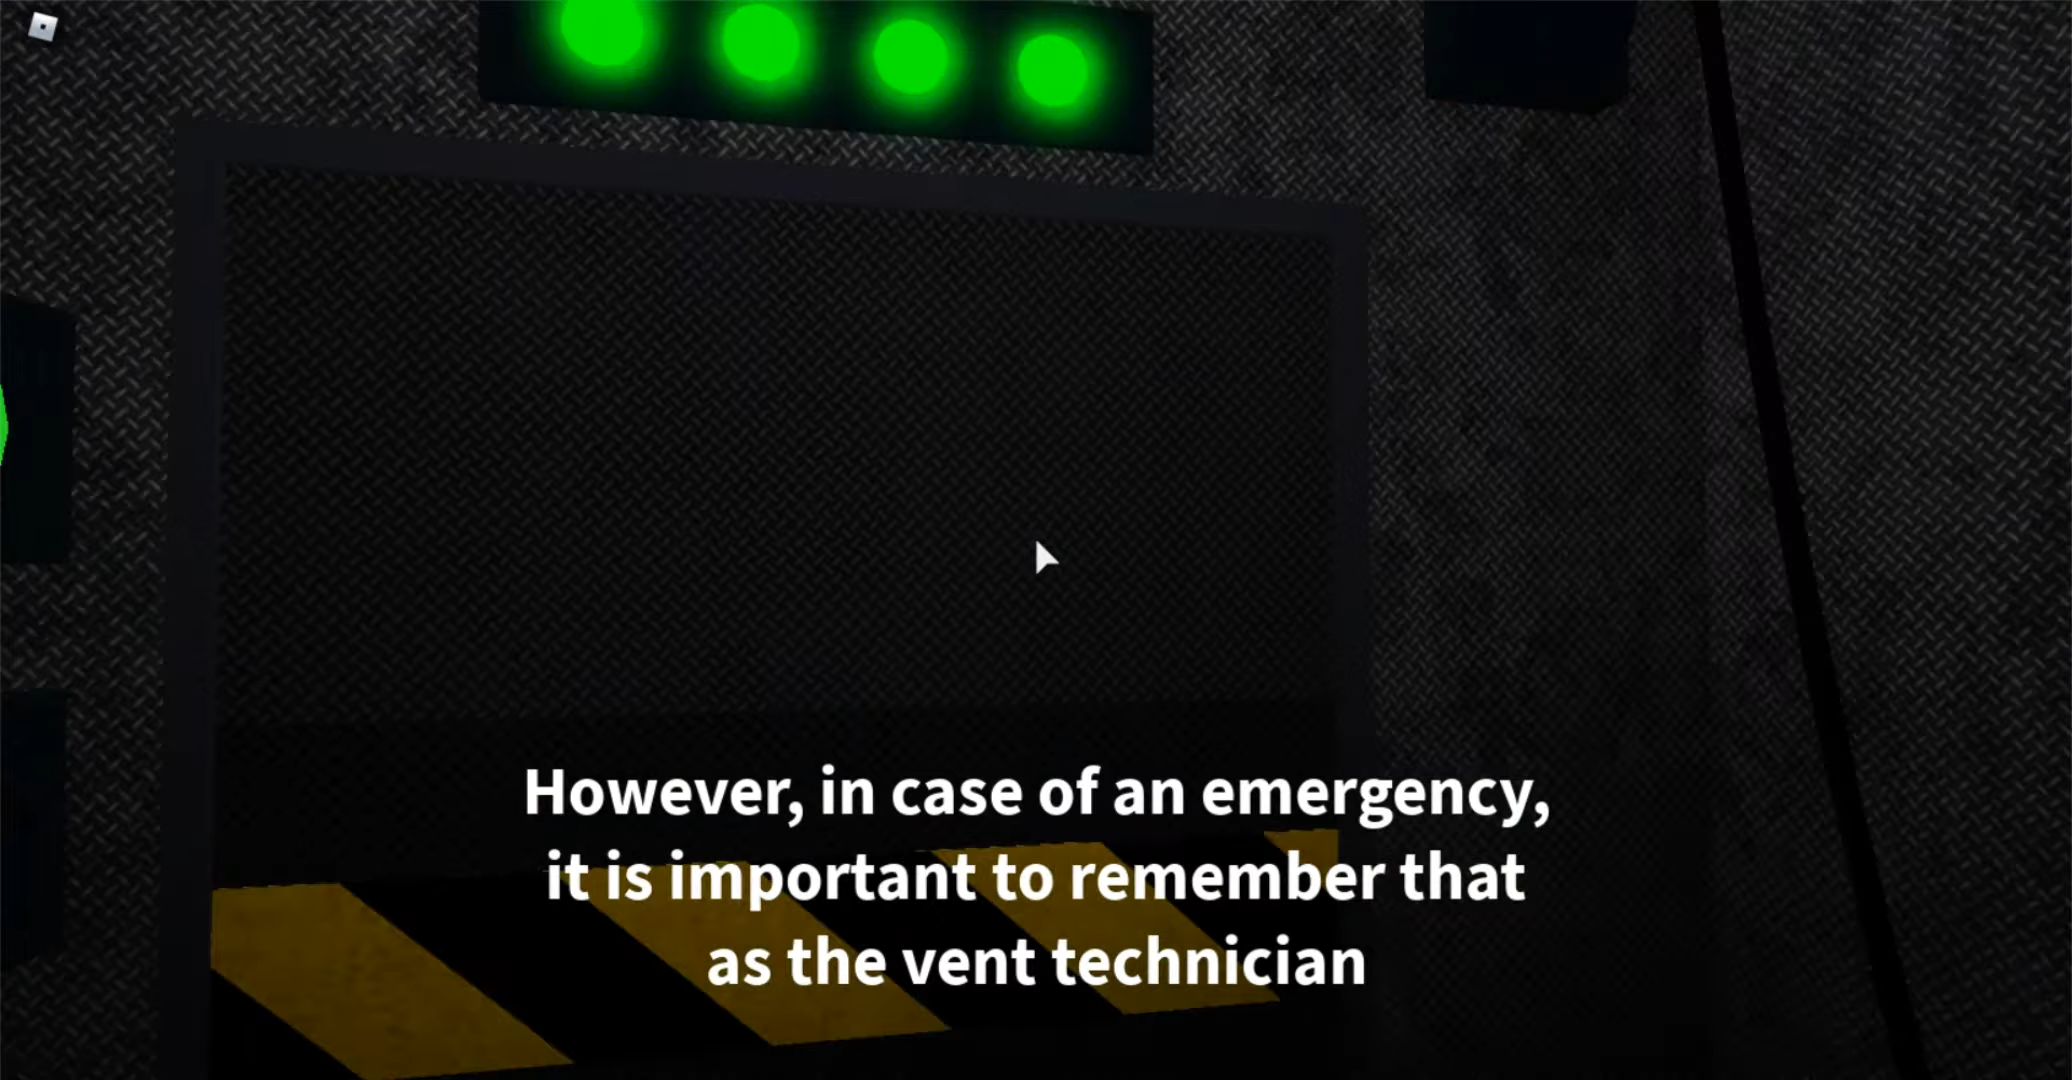 However, in case of an emergency,
it is important to remember that
as the vent technician